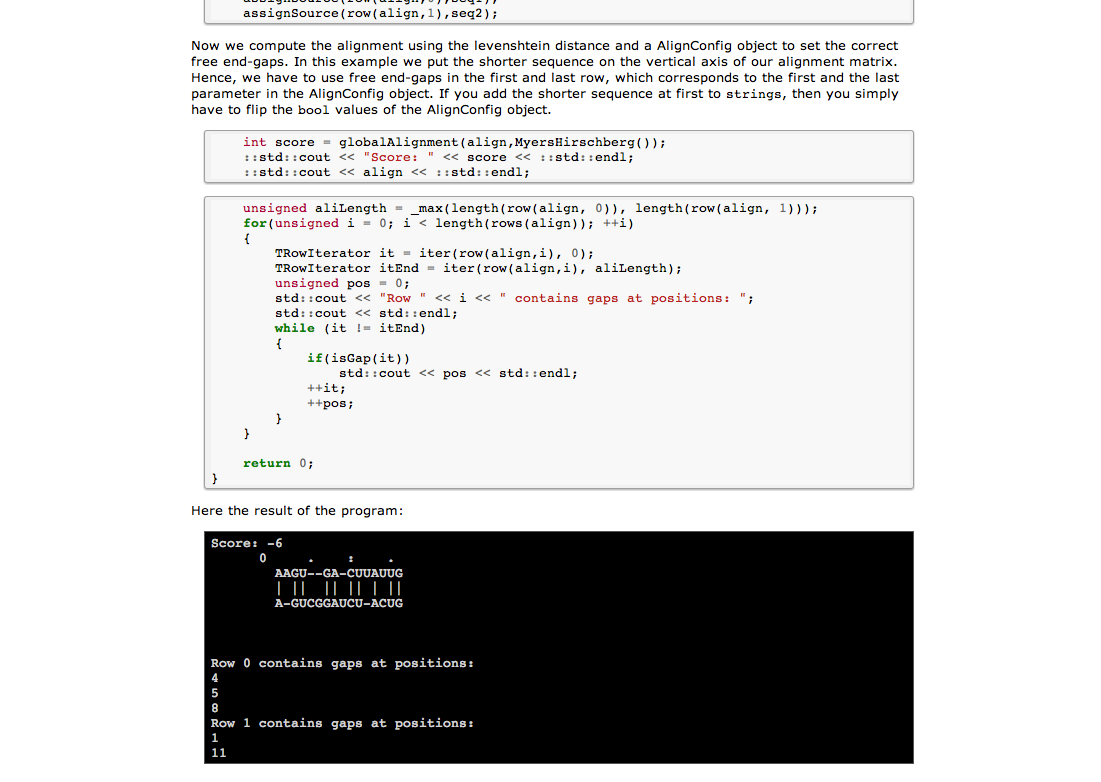 assignSource(row(align,0),seq1);
assignSource(row(align,1),seq2);
Now we compute the alignment using the levenshtein distance and a AlignConfig object to set the correct
free end-gaps. In this example we put the shorter sequence on the vertical axis of our alignment matrix.
Hence, we have to use free end-gaps in the first and last row, which corresponds to the first and the last
parameter in the AlignConfig object. If you add the shorter sequence at first to strings, then you simply
have to flip the bool values of the AlignConfig object.
int score = globalAlignment(align,MyersHirschberg());
::std::cout << "Score: " << score << ::std::endl;
::std::cout << align << ::std::endl;
unsigned aliLength = _max(length(row(align, 0)), length(row(align, 1)));
for(unsigned i = 0; i < length(rows(align)); ++i)
{
TRowIterator it = iter(row(align,i), 0);
TRowIterator itEnd = iter(row(align,i), aliLength);
unsigned pos = 0;
std::cout << "Row " << i << " contains gaps at positions: ";
std::cout << std::endl;
while (it != itEnd)
{
if(isGap(it))
std::cout << pos << std::endl;
++it;
++pos;
}
}
return 0;
}
Here the result of the program:
Score: -6
0     .    :    .
AAGU--GA-CUUAUUG
| ||  || || | ||
A-GUCGGAUCU-ACUG
Row 0 contains gaps at positions:
4
5
8
Row 1 contains gaps at positions:
1
11